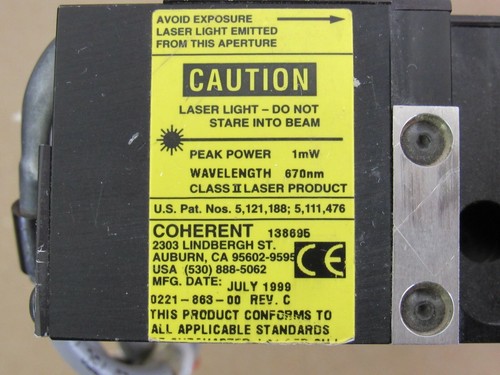 AVOID EXPOSURE
LASER LIGHT EMITTED
FROM THIS APERTURE
CAUTION
LASER LIGHT - DO NOT
STARE INTO BEAM
PEAK POWER 1mW
WAVELENGTH 670nm
CLASS II LASER PRODUCT
U.S. Pat. Nos. 5,121,188; 5,111,476
COHERENT 138695
2303 LINDBERGH ST.
AUBURN, CA 95602-9595
USA (530) 888-5062
CE
MFG. DATE: JULY 1999
0221-863-00 REV. C
THIS PRODUCT CONFORMS TO
ALL APPLICABLE STANDARDS